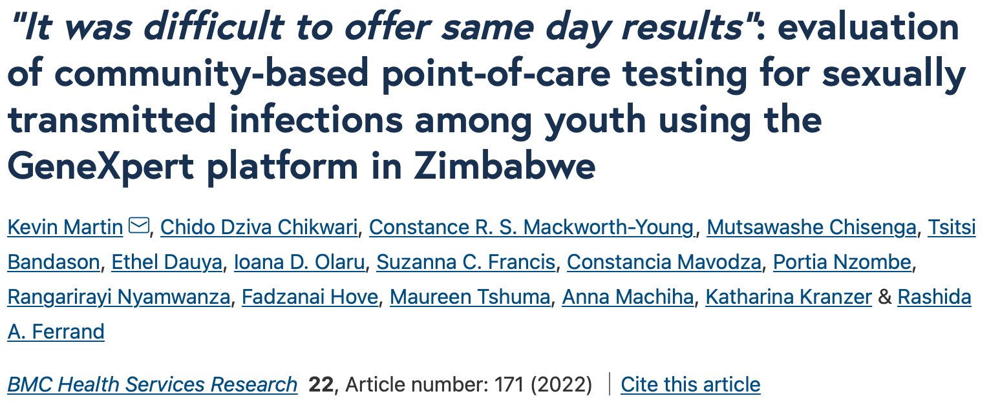 "It was difficult to offer same day results": evaluation
of community-based point-of-care testing for sexually
transmitted infections among youth using the
GeneXpert platform in Zimbabwe
Kevin Martin, Chido Dziva Chikwari, Constance R. S. Mackworth-Young, Mutsawashe Chisenga, Tsitsi
Bandason, Ethel Dauya, Ioana D. Olaru, Suzanna C. Francis, Constancia Mavodza, Portia Nzombe,
Rangarirayi Nyamwanza, Fadzanai Hove, Maureen Tshuma, Anna Machiha, Katharina Kranzer & Rashida
A. Ferrand
BMC Health Services Research 22, Article number: 171 (2022) | Cite this article